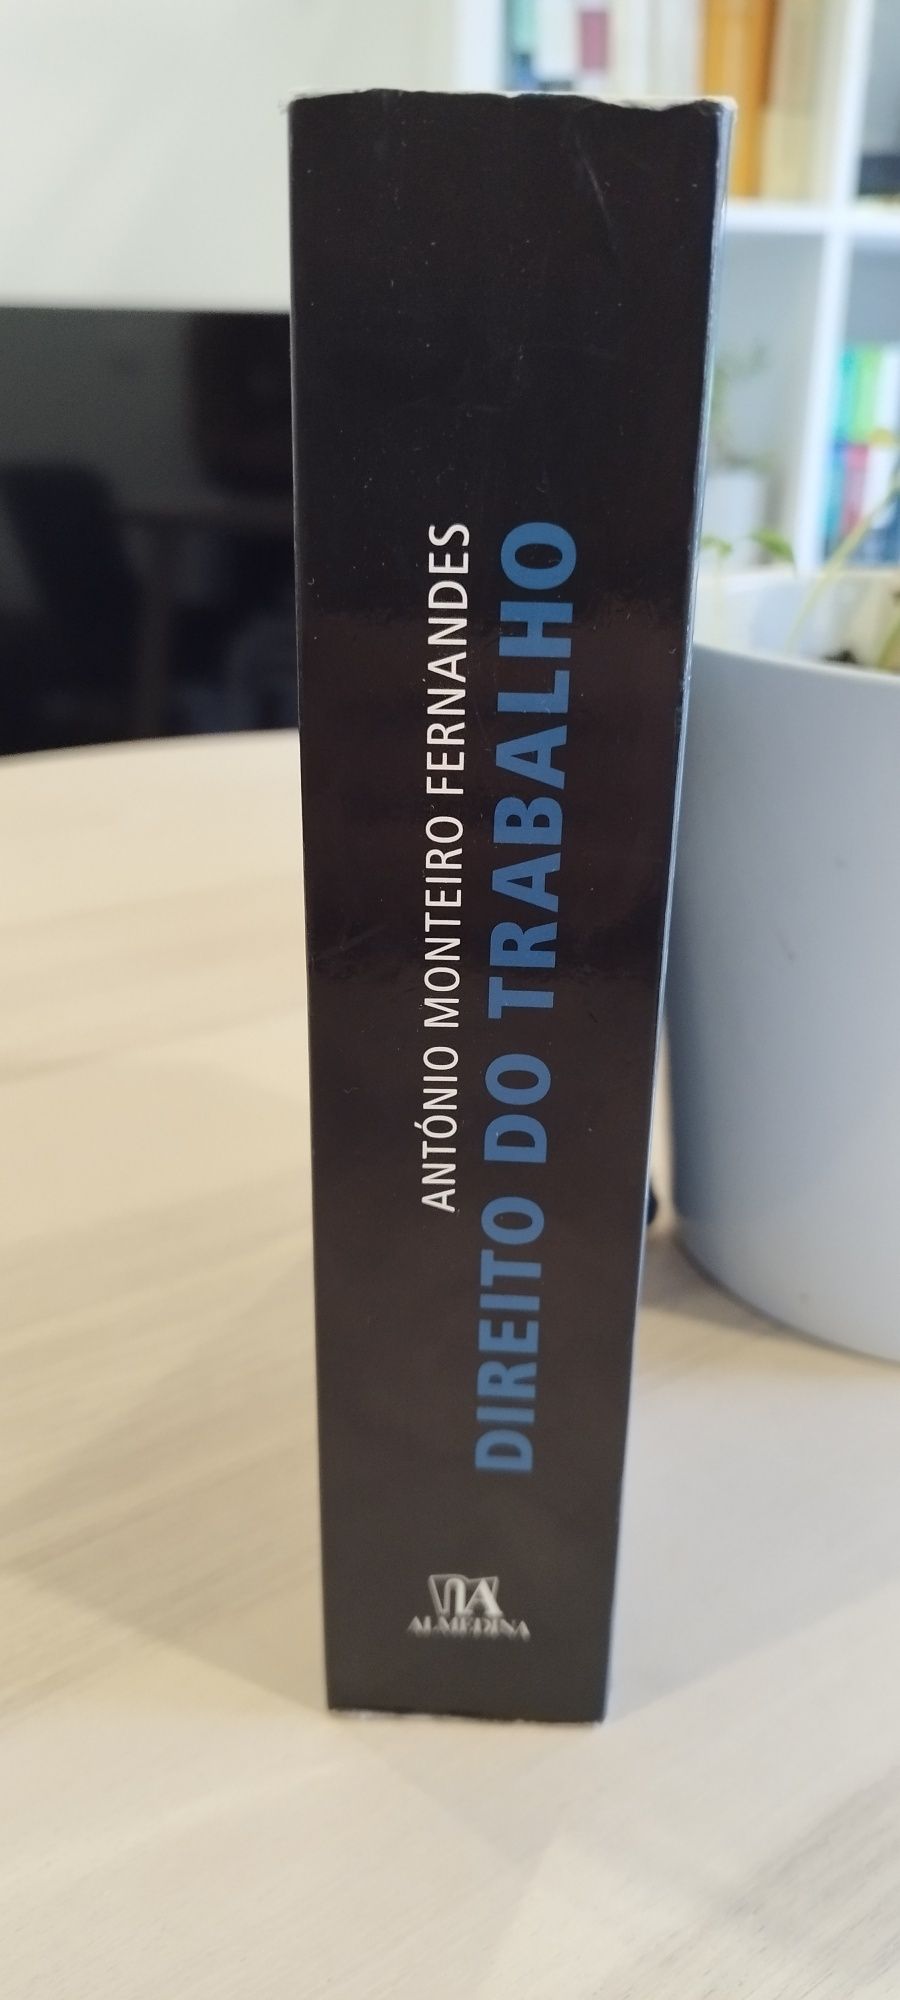 ANTÓNIO MONTEIRO FERNANDES
DIREITO DO TRABALHO
ALMEDINA